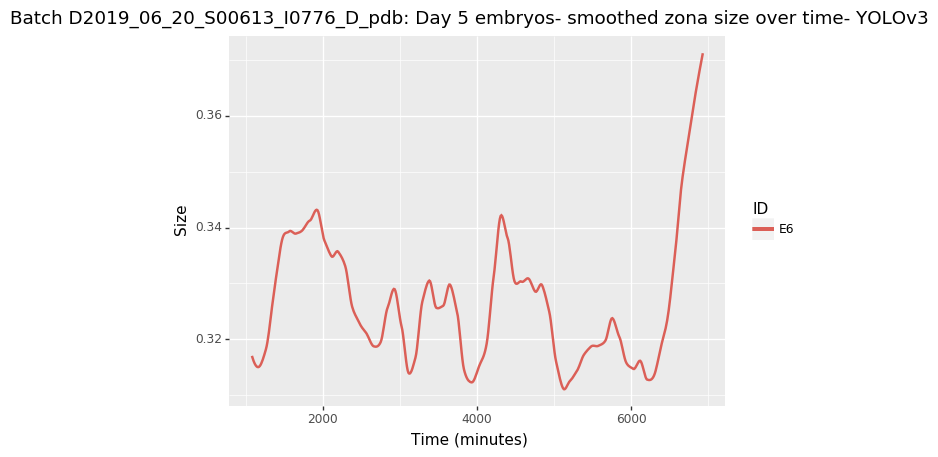 Batch D2019_06_20_S00613_I0776_D_pdb: Day 5 embryos- smoothed zona size over time- YOLOv3
0.36
0.34
0.32
Size
2000
4000
6000
Time (minutes)
ID
E6